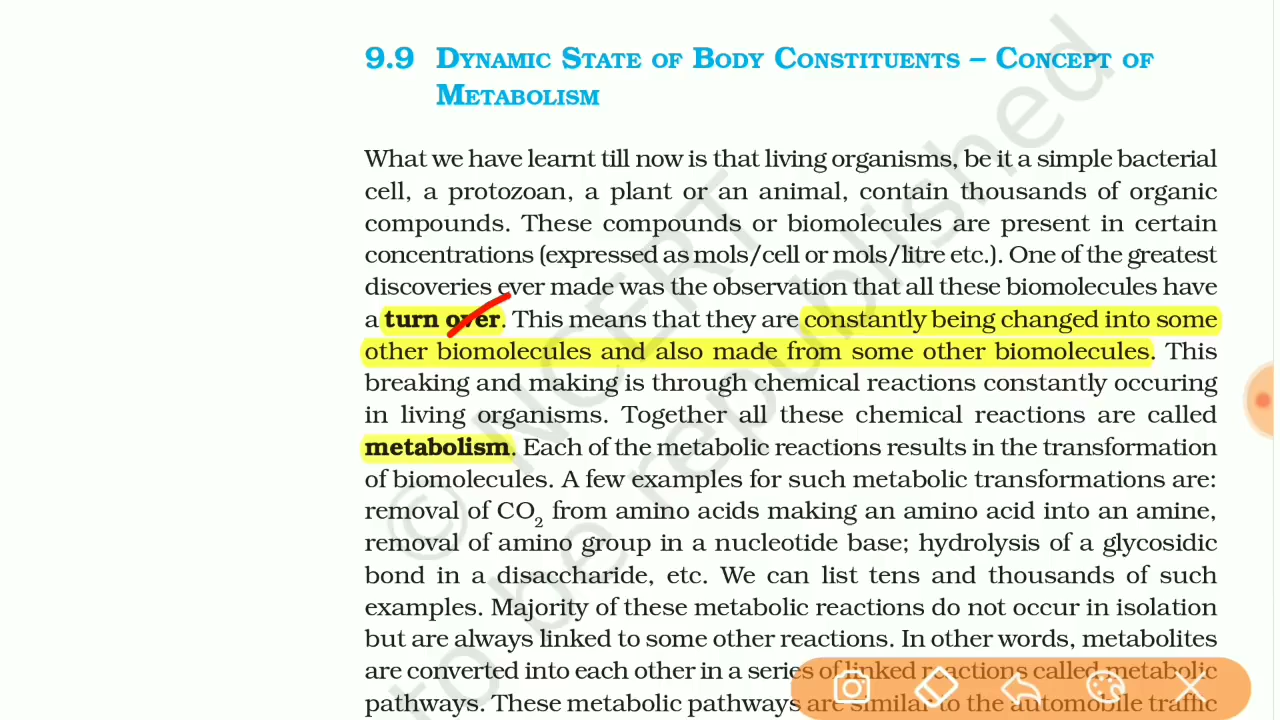 9.9 Dynamic State of Body Constituents – Concept of
Metabolism
What we have learnt till now is that living organisms, be it a simple bacterial
cell, a protozoan, a plant or an animal, contain thousands of organic
compounds. These compounds or biomolecules are present in certain
concentrations (expressed as mols/cell or mols/litre etc.). One of the greatest
discoveries ever made was the observation that all these biomolecules have
a turn over. This means that they are constantly being changed into some
other biomolecules and also made from some other biomolecules. This
breaking and making is through chemical reactions constantly occuring
in living organisms. Together all these chemical reactions are called
metabolism. Each of the metabolic reactions results in the transformation
of biomolecules. A few examples for such metabolic transformations are:
removal of CO₂ from amino acids making an amino acid into an amine,
removal of amino group in a nucleotide base; hydrolysis of a glycosidic
bond in a disaccharide, etc. We can list tens and thousands of such
examples. Majority of these metabolic reactions do not occur in isolation
but are always linked to some other reactions. In other words, metabolites
are converted into each other in a series of linked reactions called metabolic
pathways. These metabolic pathways are similar to the automobile traffic
© NCERT
to be republished